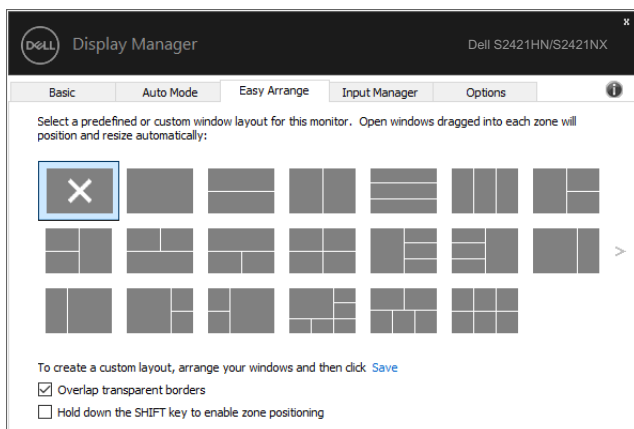 DELL Display Manager Dell S2421HN/S2421NX x
Basic Auto Mode Easy Arrange Input Manager Options i
Select a predefined or custom window layout for this monitor. Open windows dragged into each zone will
position and resize automatically:
>
To create a custom layout, arrange your windows and then click Save
Overlap transparent borders
Hold down the SHIFT key to enable zone positioning